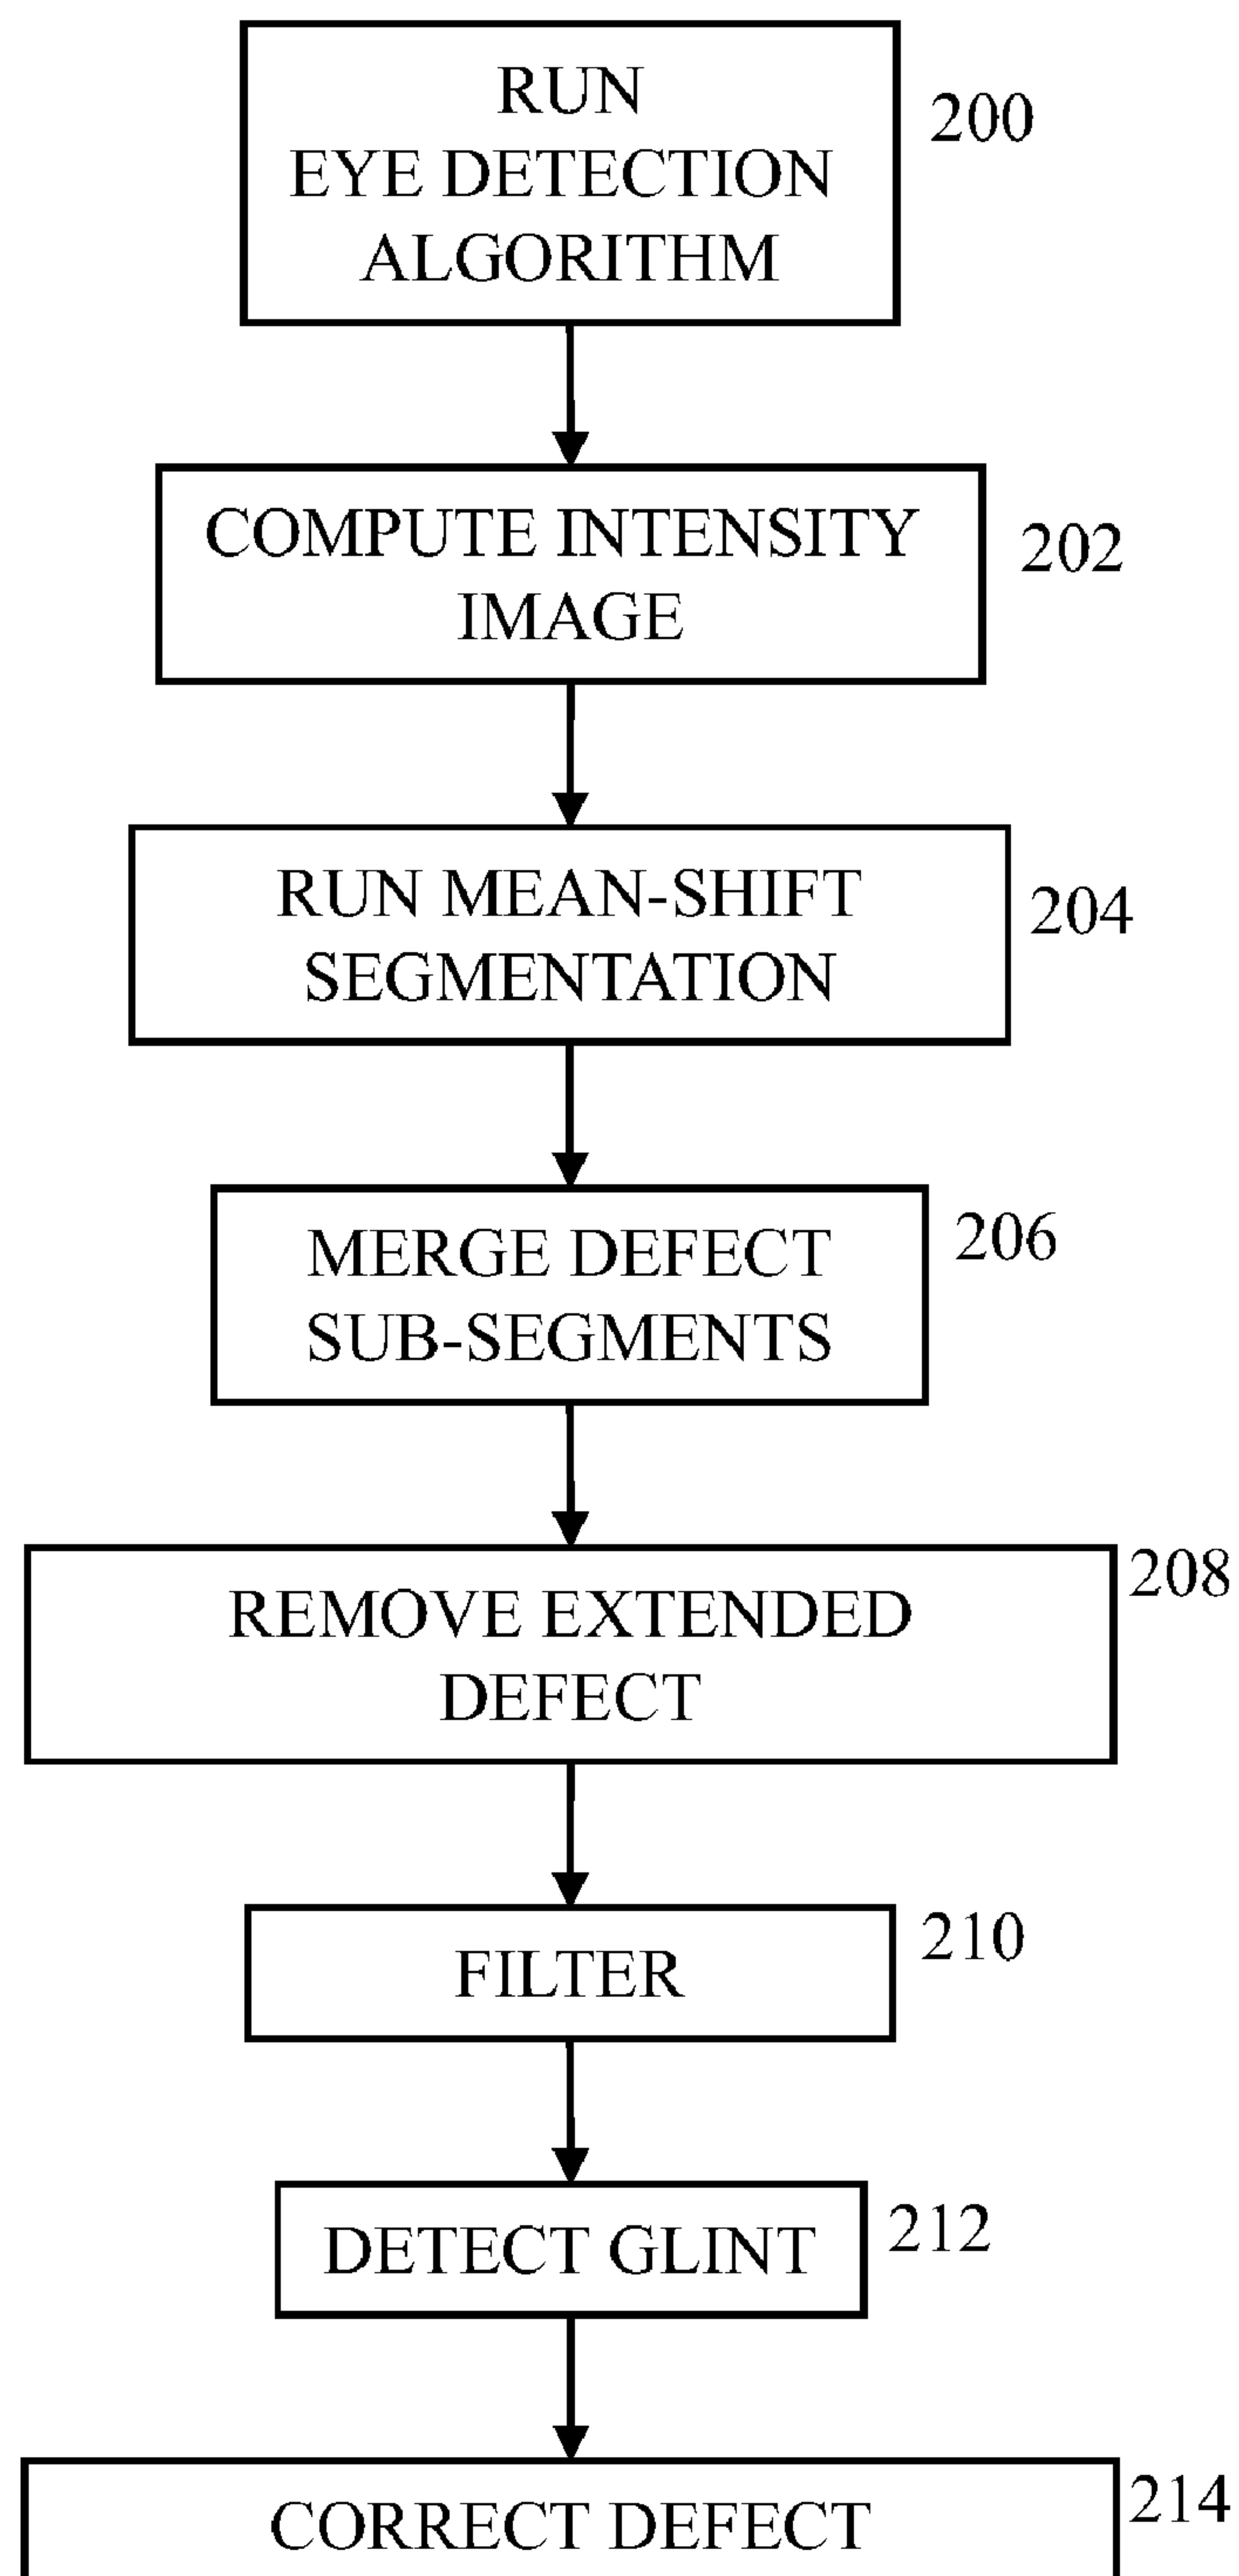 RUN
EYE DETECTION
ALGORITHM
200
COMPUTE INTENSITY
IMAGE
202
RUN MEAN-SHIFT
SEGMENTATION
204
MERGE DEFECT
SUB-SEGMENTS
206
REMOVE EXTENDED
DEFECT
208
FILTER
210
DETECT GLINT
212
CORRECT DEFECT
214